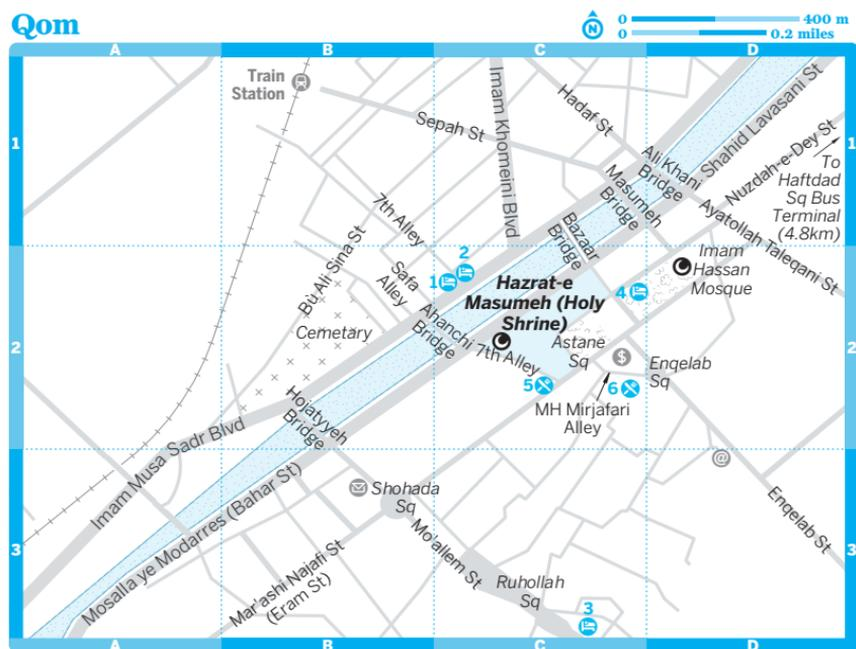 Qom
N
0 400 m
0 0.2 miles
A B C D
Train
Station
Imam Khomeini Blvd
Hadaf St
Sepah St
Shahid Lavasani St
1 1
Ali Khani
Bridge
Nuzdah-e-Dey St
To
Haftdad
Sq Bus
Terminal
(4.8km)
Masumeh
Bridge
Ayatollah Taleqani St
7th Alley
Bazaar
Bridge
Bu Ali Sina St
Safa
Alley
1
2
Hazrat-e
Masumeh (Holy
Shrine)
4
Imam
Hassan
Mosque
Cemetary
Ahanchi
Bridge
7th Alley
Astane
Sq
$
Enqelab
Sq
2 2
5
6
MH Mirjafari
Alley
Hojatyyeh
Bridge
Imam Musa Sadr Blvd
@
Mosalla ye Modarres (Bahar St)
Shohada
Sq
Enqelab St
3 3
Mo'allem St
Mar'ashi Najafi St
(Eram St)
Ruhollah
Sq
3
A B C D